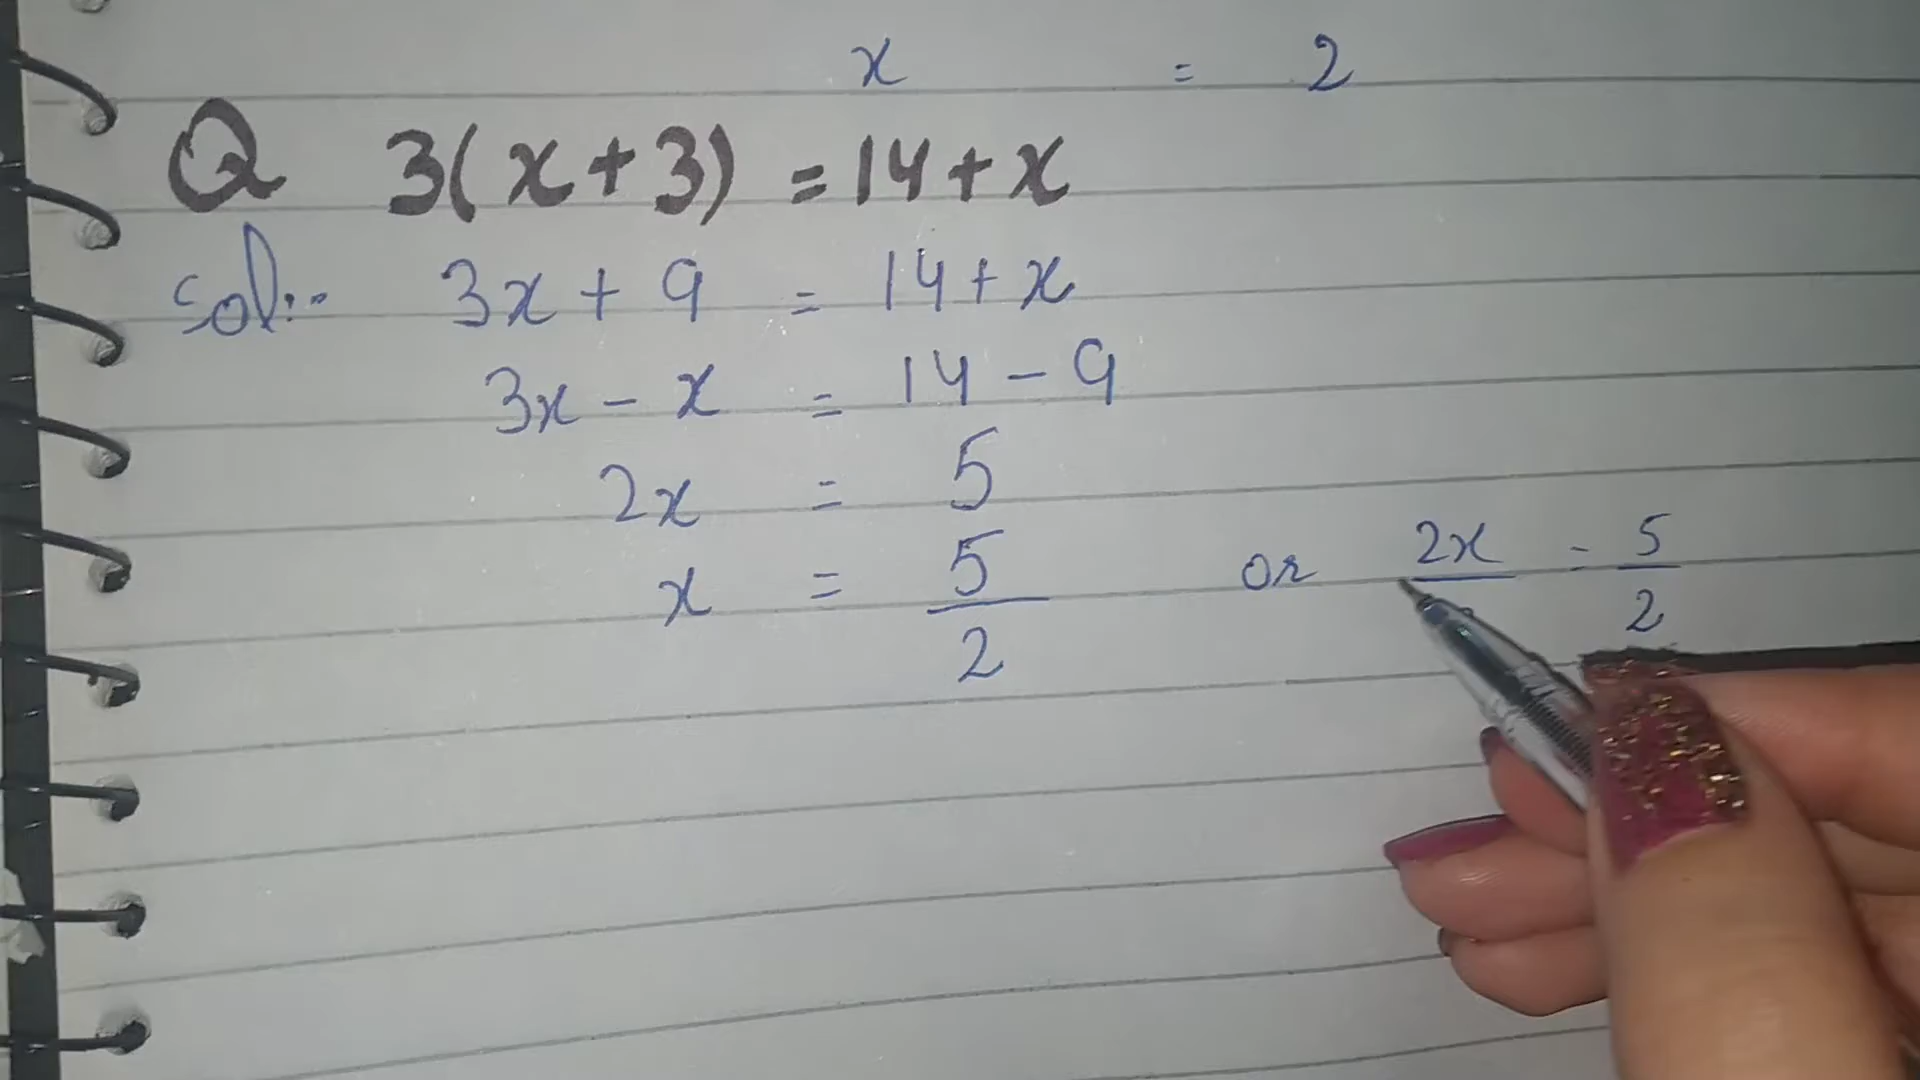 x = 2
Q 3(x+3) = 14+x
Sol:- 3x + 9 = 14+x
3x - x = 14 - 9
2x = 5
x = 5/2 or 2x/2 = 5/2